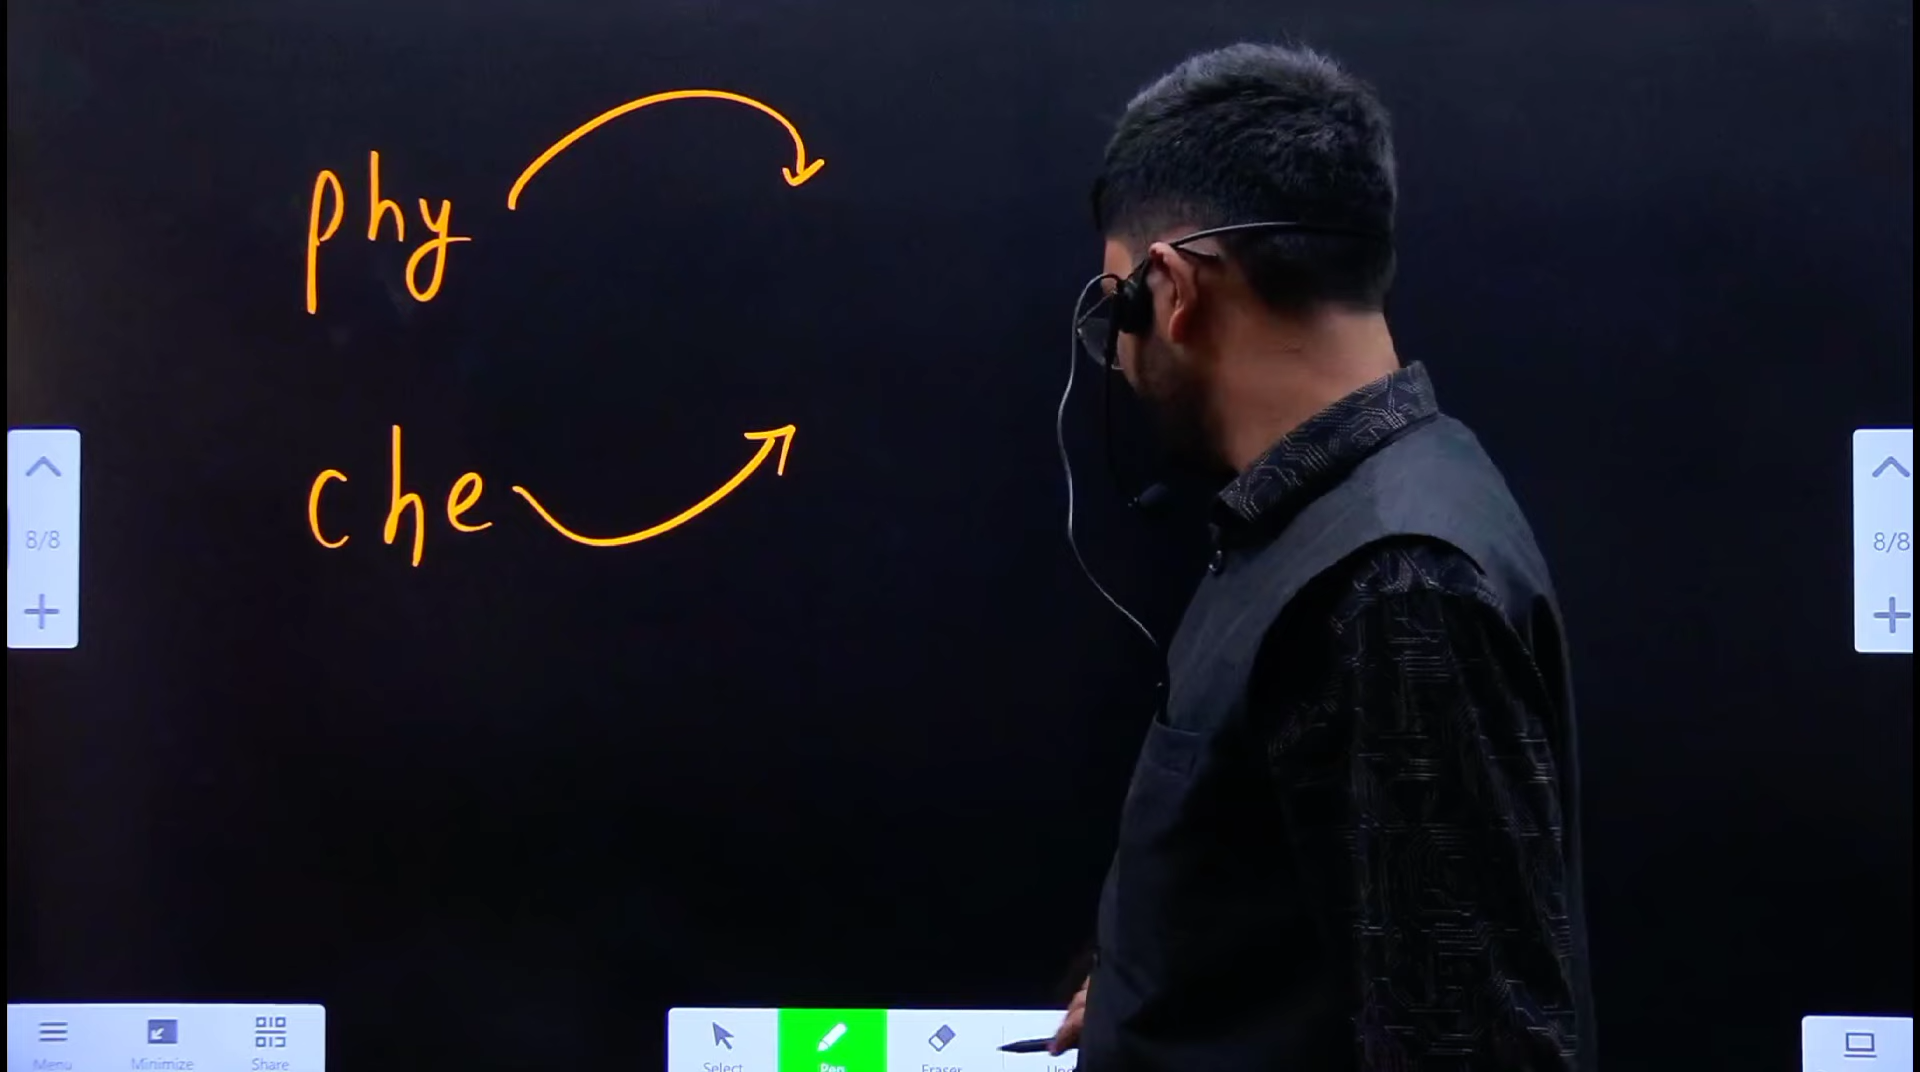 phy
che
8/8
8/8
Menu
Minimize
Share
Select
Pen
Eraser